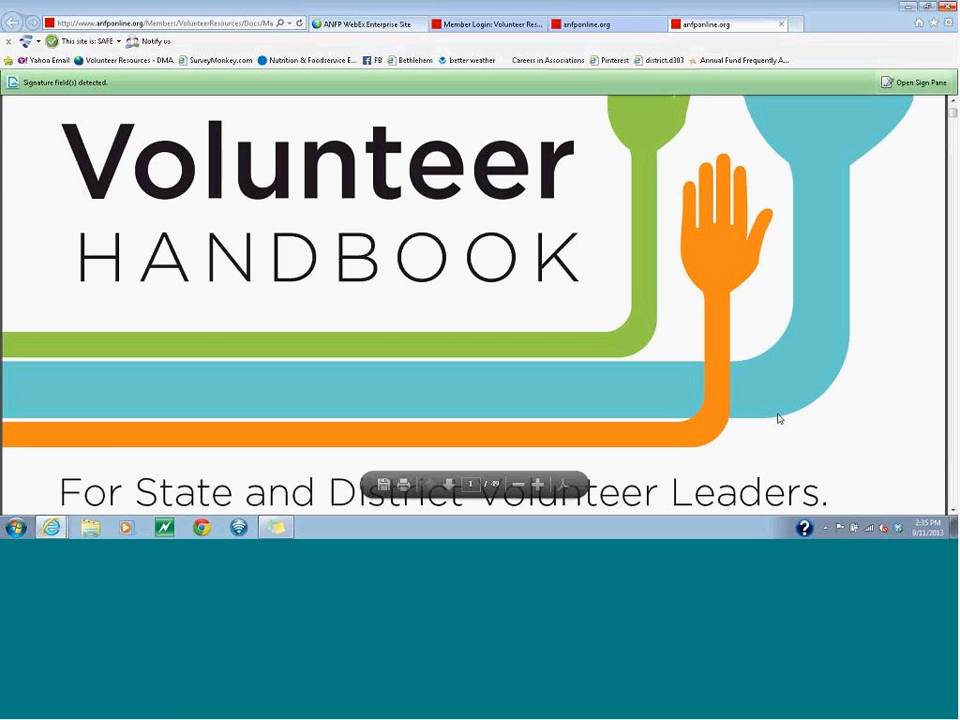 http://www.anfponline.org/Members/VolunteerResources/Docs/Ma
ANFP WebEx Enterprise Site
Member Login: Volunteer Res...
anfponline.org
anfponline.org
x
This site is: SAFE
Notify us
Yahoo Email
Volunteer Resources - DMA
SurveyMonkey.com
Nutrition & Foodservice E...
FB
Bethlehem
better weather
Careers in Associations
Pinterest
district.d303
Annual Fund Frequently A...
Signature field(s) detected.
Open Sign Pane
Volunteer
HANDBOOK
1 / 49
For State and District Volunteer Leaders.
2:35 PM
9/11/2013